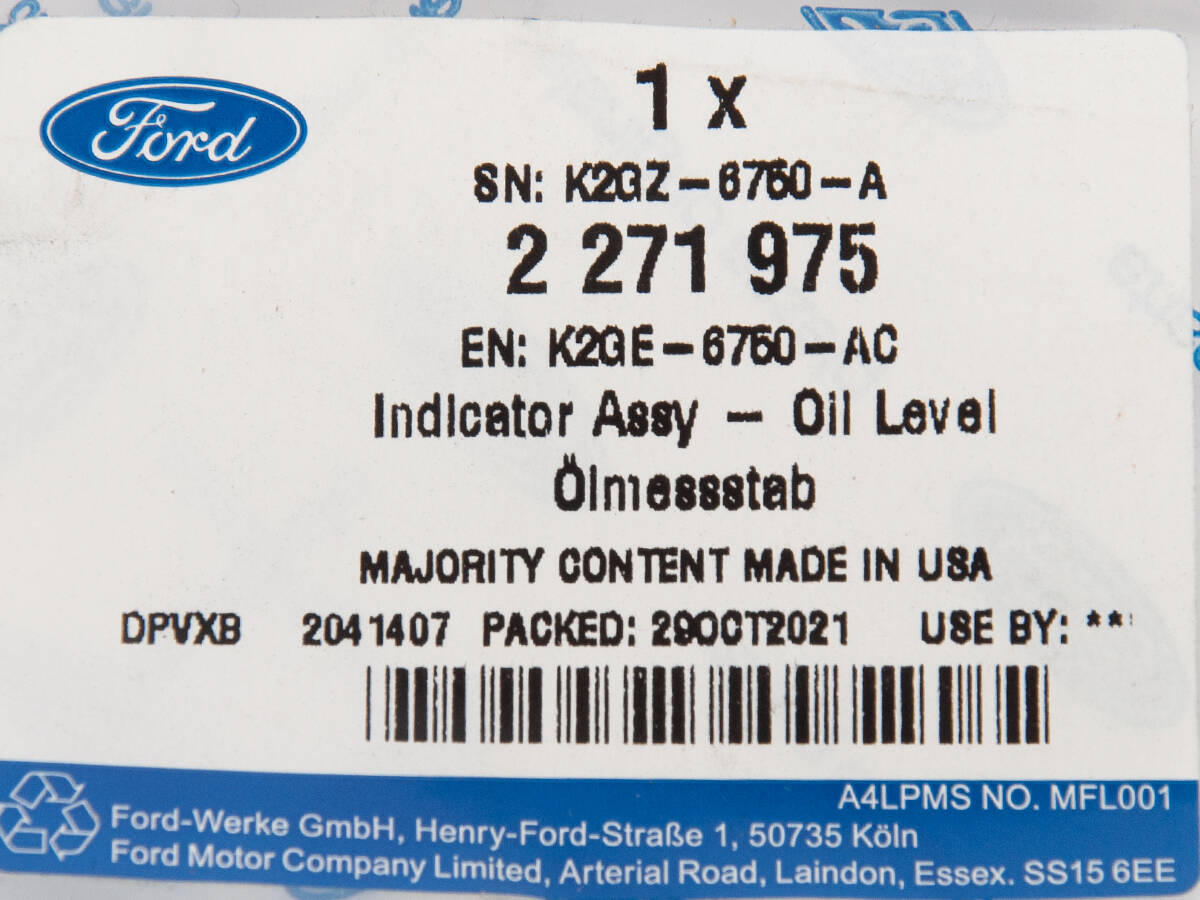 Ford
1 x
SN: K2GZ-6750-A
2 271 975
EN: K2GE-6750-AC
Indicator Assy - Oil Level
Ölmessstab
MAJORITY CONTENT MADE IN USA
DPVXB 2041407 PACKED: 29OCT2021 USE BY: **
A4LPMS NO. MFL001
Ford-Werke GmbH, Henry-Ford-Straße 1, 50735 Köln
Ford Motor Company Limited, Arterial Road, Laindon, Essex. SS15 6EE